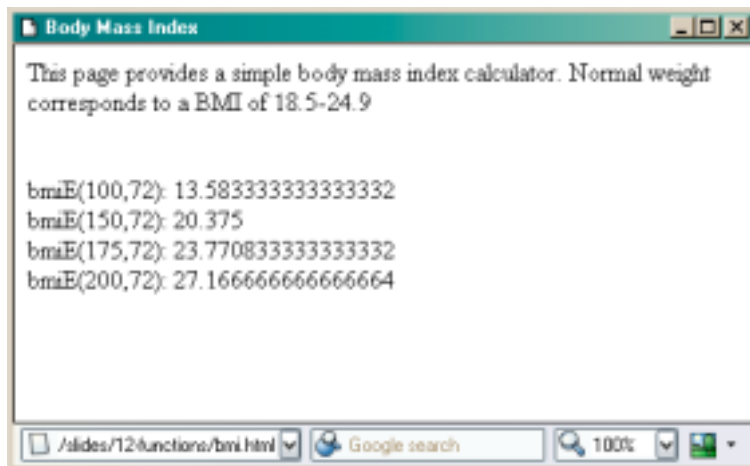 Body Mass Index
This page provides a simple body mass index calculator. Normal weight
corresponds to a BMI of 18.5-24.9
bmiE(100,72): 13.583333333333332
bmiE(150,72): 20.375
bmiE(175,72): 23.770833333333332
bmiE(200,72): 27.166666666666664
/slides/12-functions/bmi.html Google search 100%